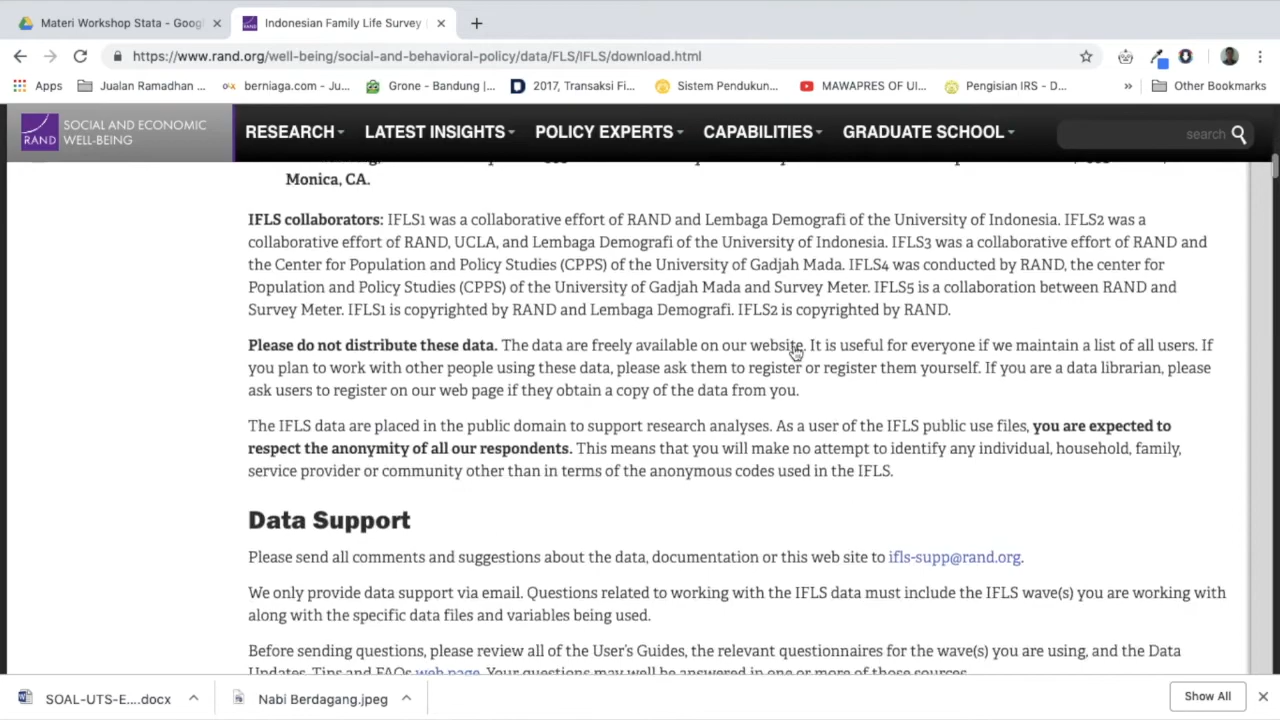 Materi Workshop Stata - Goog
Indonesian Family Life Survey
https://www.rand.org/well-being/social-and-behavioral-policy/data/FLS/IFLS/download.html
Apps
Jualan Ramadhan ...
berniaga.com - Ju...
Grone - Bandung |...
2017, Transaksi Fi...
Sistem Pendukun...
MAWAPRES OF UI...
Pengisian IRS - D...
»
Other Bookmarks
RAND
SOCIAL AND ECONOMIC
WELL-BEING
RESEARCH
LATEST INSIGHTS
POLICY EXPERTS
CAPABILITIES
GRADUATE SCHOOL
search
Monica, CA.
IFLS collaborators: IFLS1 was a collaborative effort of RAND and Lembaga Demografi of the University of Indonesia. IFLS2 was a
collaborative effort of RAND, UCLA, and Lembaga Demografi of the University of Indonesia. IFLS3 was a collaborative effort of RAND and
the Center for Population and Policy Studies (CPPS) of the University of Gadjah Mada. IFLS4 was conducted by RAND, the center for
Population and Policy Studies (CPPS) of the University of Gadjah Mada and Survey Meter. IFLS5 is a collaboration between RAND and
Survey Meter. IFLS1 is copyrighted by RAND and Lembaga Demografi. IFLS2 is copyrighted by RAND.
Please do not distribute these data. The data are freely available on our website. It is useful for everyone if we maintain a list of all users. If
you plan to work with other people using these data, please ask them to register or register them yourself. If you are a data librarian, please
ask users to register on our web page if they obtain a copy of the data from you.
The IFLS data are placed in the public domain to support research analyses. As a user of the IFLS public use files, you are expected to
respect the anonymity of all our respondents. This means that you will make no attempt to identify any individual, household, family,
service provider or community other than in terms of the anonymous codes used in the IFLS.
Data Support
Please send all comments and suggestions about the data, documentation or this web site to ifls-supp@rand.org.
We only provide data support via email. Questions related to working with the IFLS data must include the IFLS wave(s) you are working with
along with the specific data files and variables being used.
Before sending questions, please review all of the User's Guides, the relevant questionnaires for the wave(s) you are using, and the Data
Updates, Tips and FAQs web page. Your questions may well be answered in one or more of those sources.
SOAL-UTS-E....docx
Nabi Berdagang.jpeg
Show All